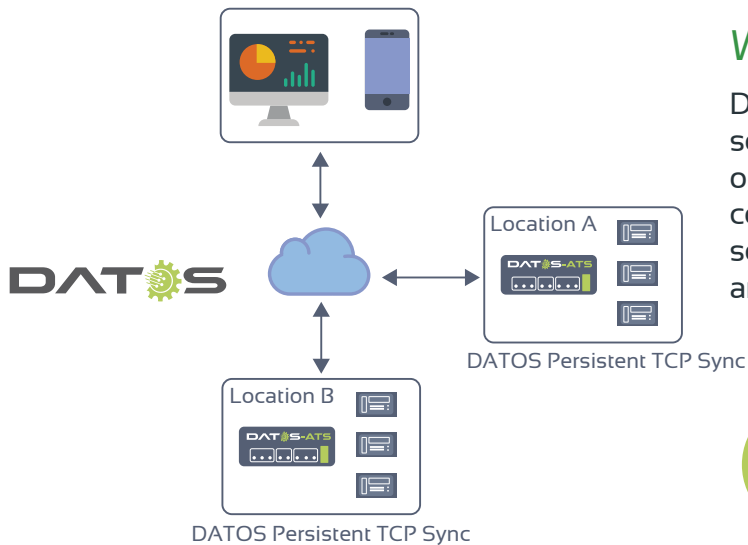 DATOS
Location A
DATOS-ATS
DATOS Persistent TCP Sync
Location B
DATOS-ATS
DATOS Persistent TCP Sync